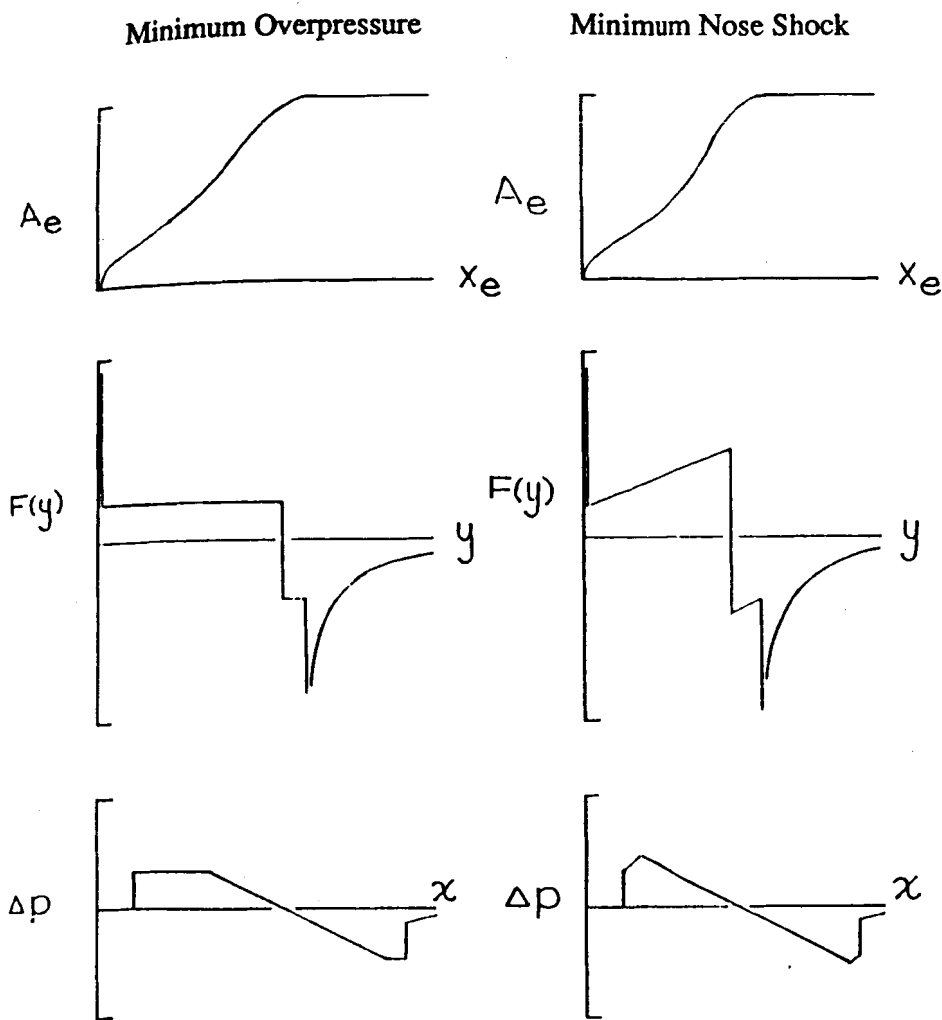 Minimum Overpressure
Minimum Nose Shock
Ae
xe
Ae
xe
F(y)
y
F(y)
y
Δp
x
Δp
x